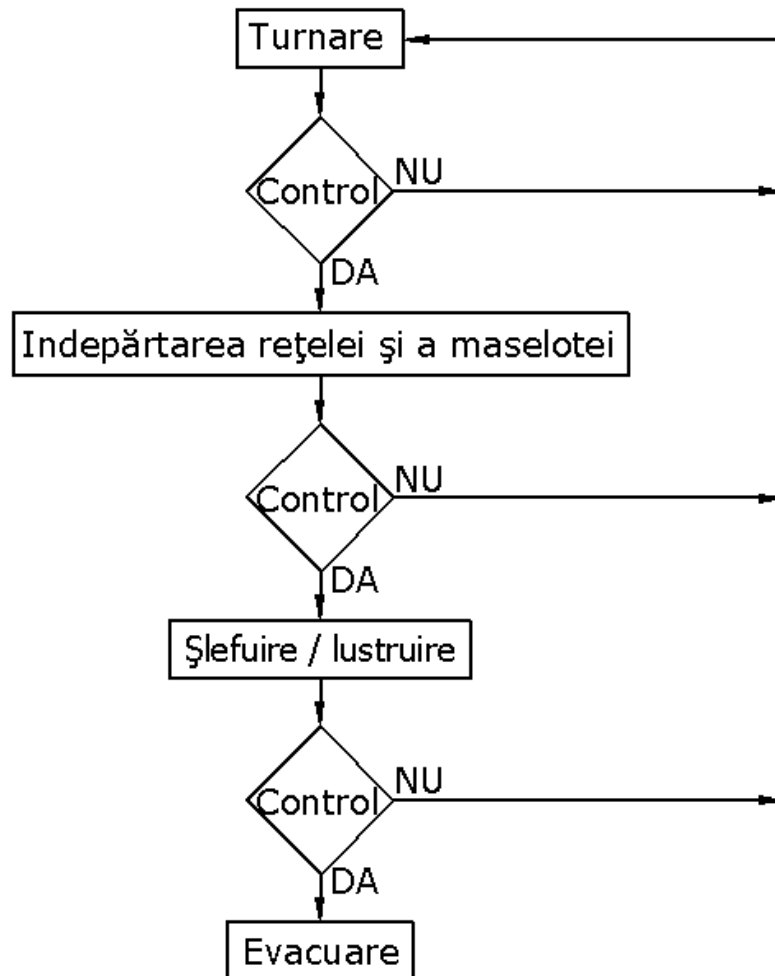 Turnare
Control
NU
DA
Indepărtarea reţelei şi a maselotei
Control
NU
DA
Şlefuire / lustruire
Control
NU
DA
Evacuare